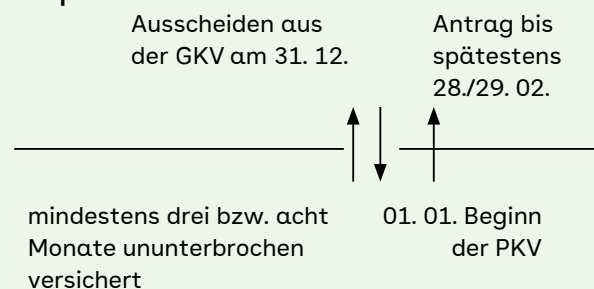 Ausscheiden aus
der GKV am 31. 12.
Antrag bis
spätestens
28./29. 02.
mindestens drei bzw. acht
Monate ununterbrochen
versichert
01. 01. Beginn
der PKV